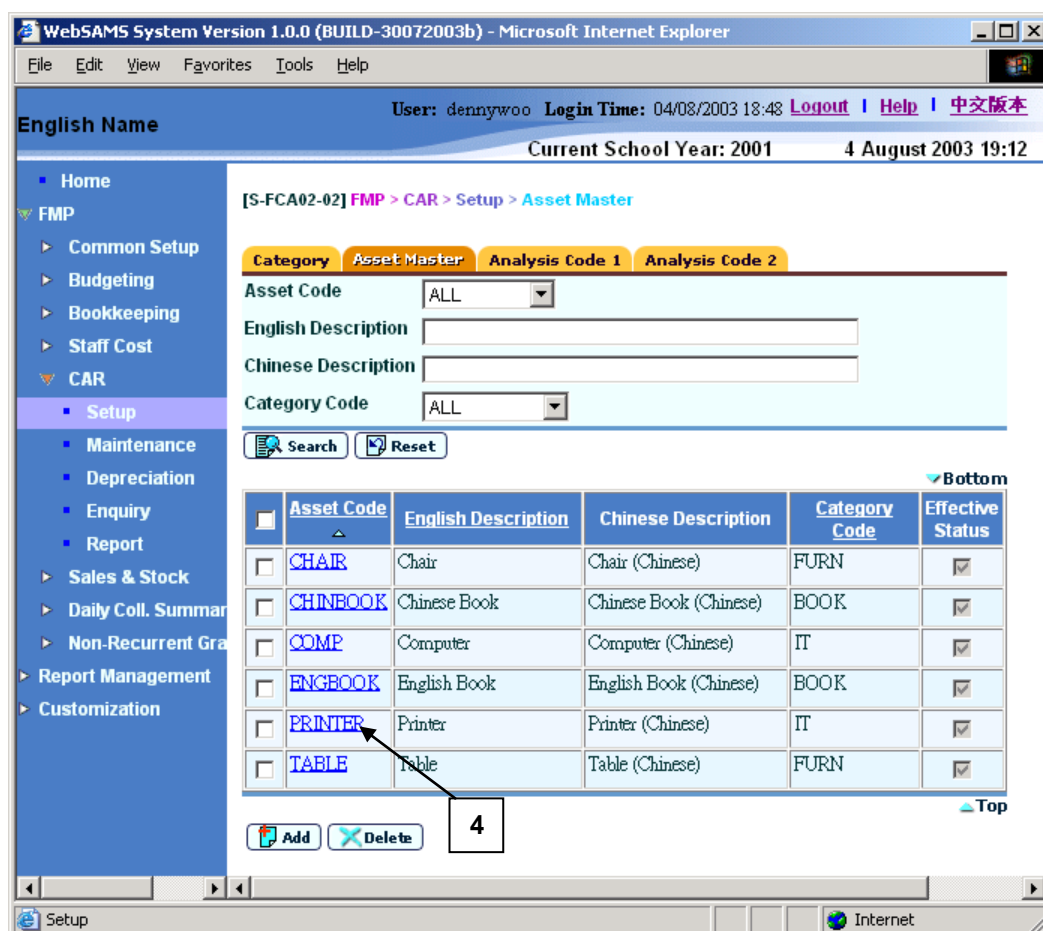 WebSAMS System Version 1.0.0 (BUILD-30072003b) - Microsoft Internet Explorer
File Edit View Favorites Tools Help
English Name
User: dennywoo Login Time: 04/08/2003 18:48 Logout | Help | 中文版本
Current School Year: 2001 4 August 2003 19:12
Home
FMP
Common Setup
Budgeting
Bookkeeping
Staff Cost
CAR
Setup
Maintenance
Depreciation
Enquiry
Report
Sales & Stock
Daily Coll. Summar
Non-Recurrent Gra
Report Management
Customization
[S-FCA02-02] FMP > CAR > Setup > Asset Master
Category Asset Master Analysis Code 1 Analysis Code 2
Asset Code ALL
English Description
Chinese Description
Category Code ALL
Search Reset
Bottom
Asset Code English Description Chinese Description Category Code Effective Status
CHAIR Chair Chair (Chinese) FURN
CHINBOOK Chinese Book Chinese Book (Chinese) BOOK
COMP Computer Computer (Chinese) IT
ENGBOOK English Book English Book (Chinese) BOOK
PRINTER Printer Printer (Chinese) IT
TABLE Table Table (Chinese) FURN
Top
Add Delete
4
Setup Internet